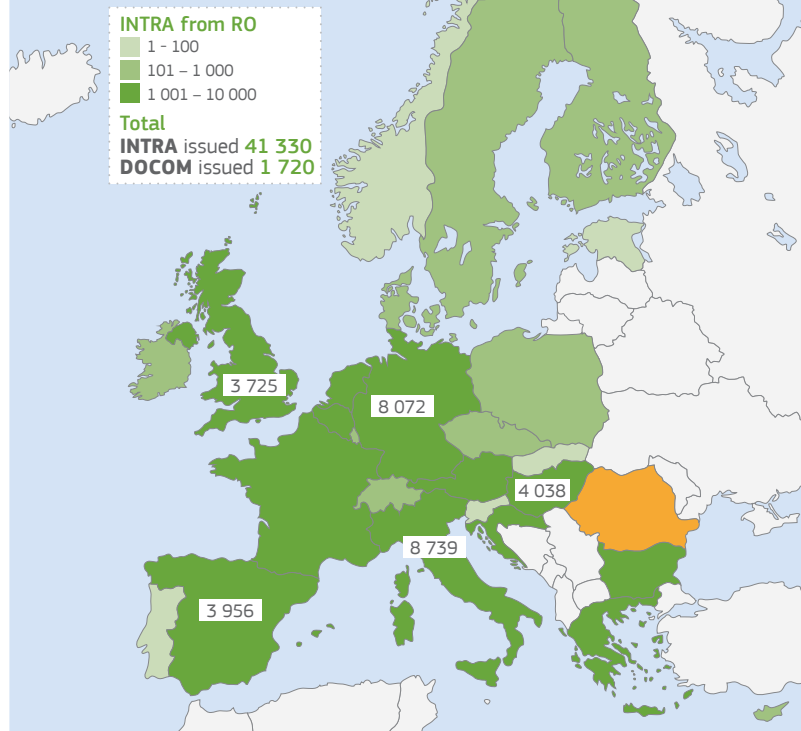 INTRA from RO
1 - 100
101 – 1 000
1 001 – 10 000
Total
INTRA issued 41 330
DOCOM issued 1 720
3 725
8 072
4 038
8 739
3 956